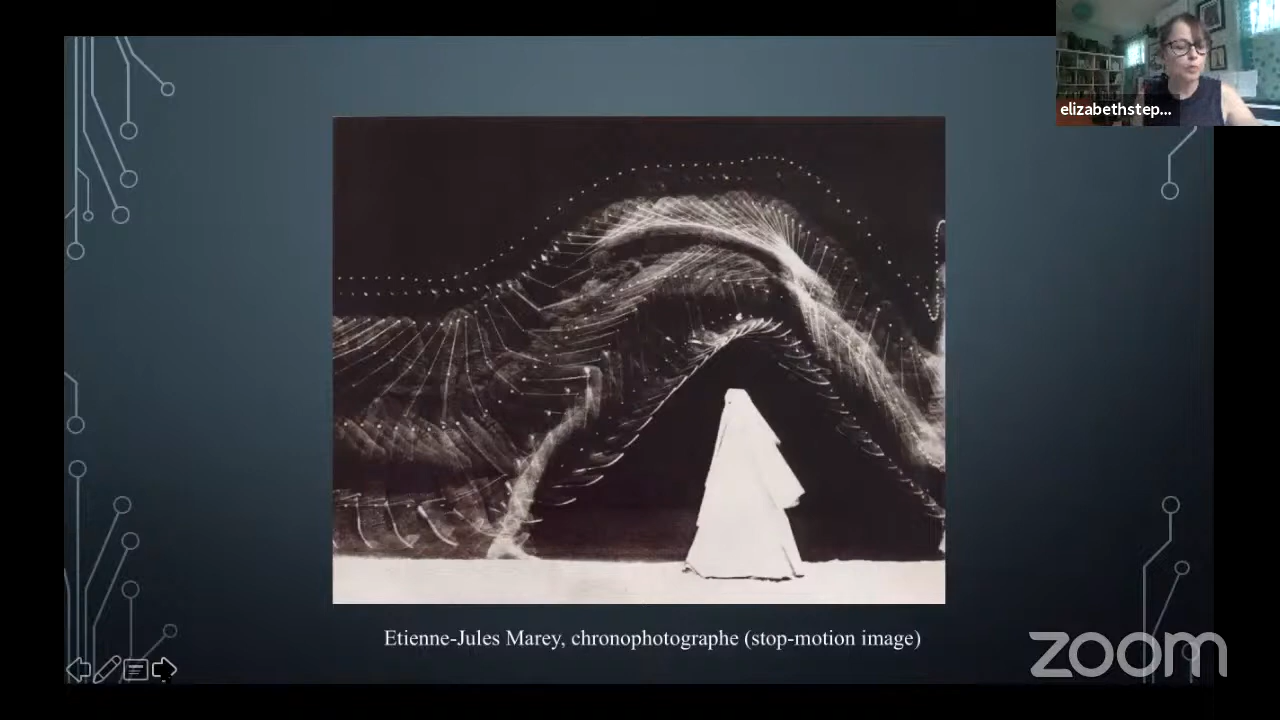 elizabethstep...
Etienne-Jules Marey, chronophotographe (stop-motion image)
zoom